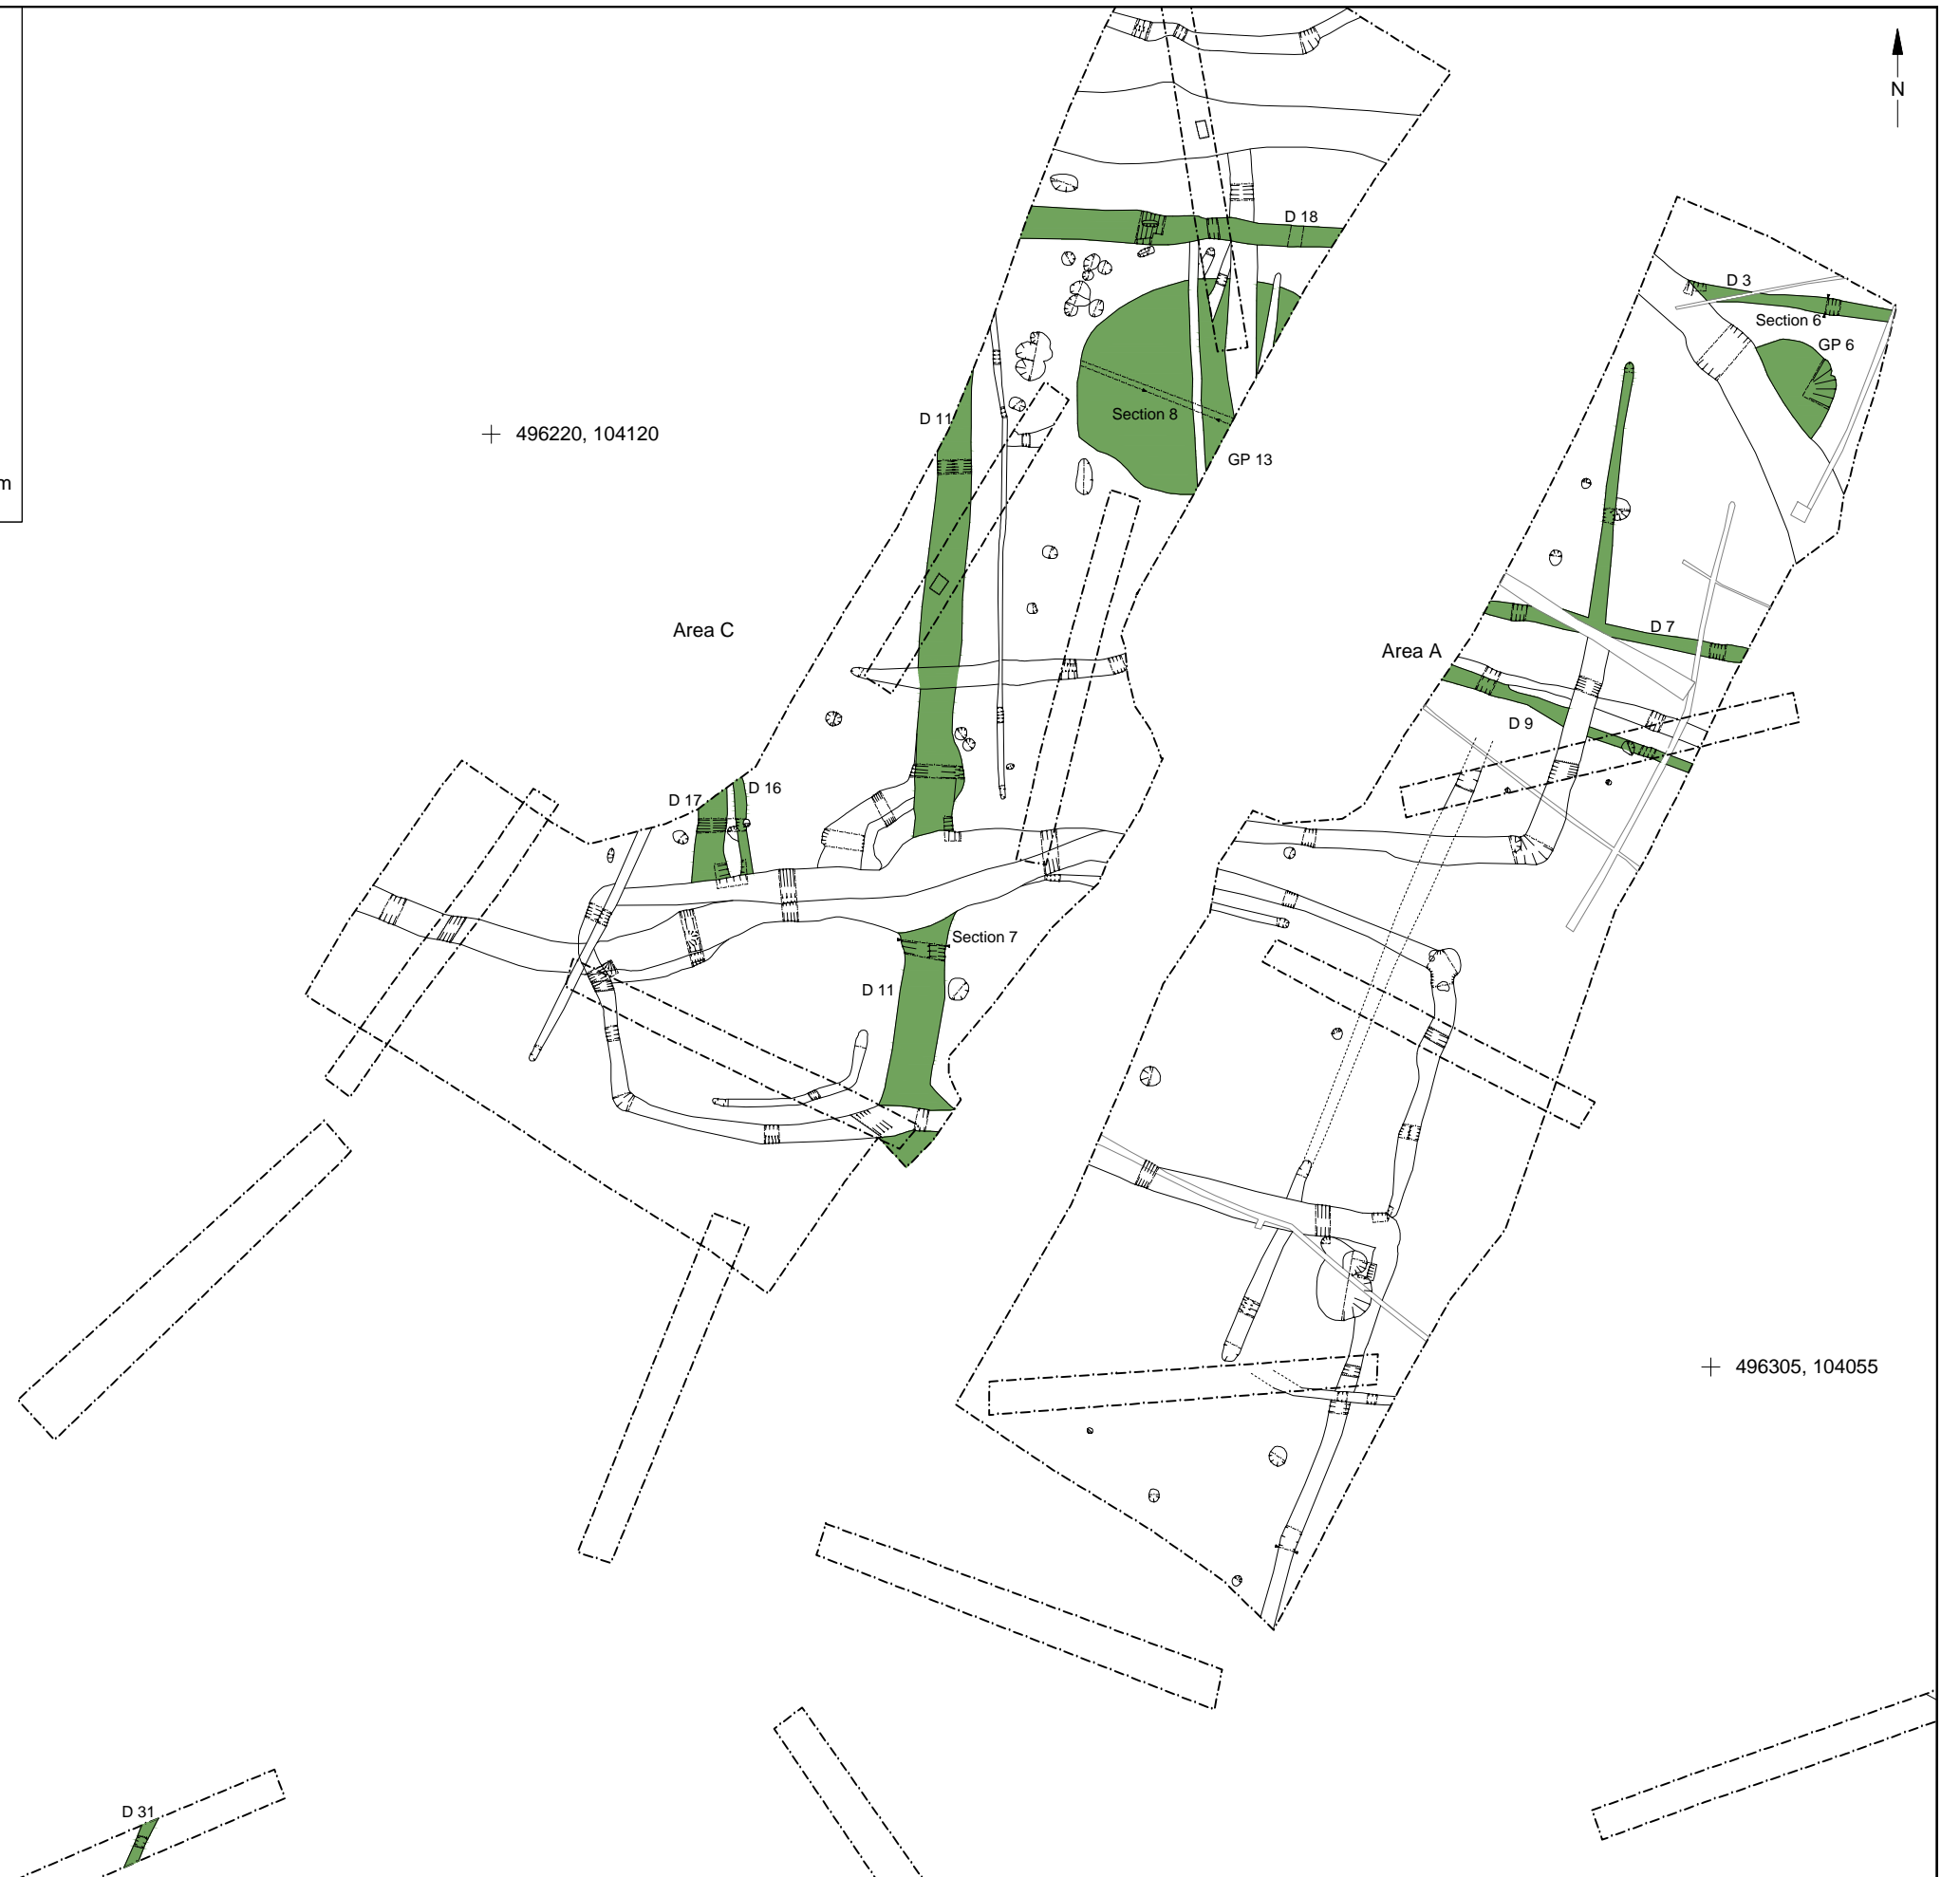 N
D 18
D 3
Section 6
GP 6
D 11
Section 8
496220, 104120
GP 13
m
Area C
D 7
Area A
D 9
D 17
D 16
Section 7
D 11
496305, 104055
D 31